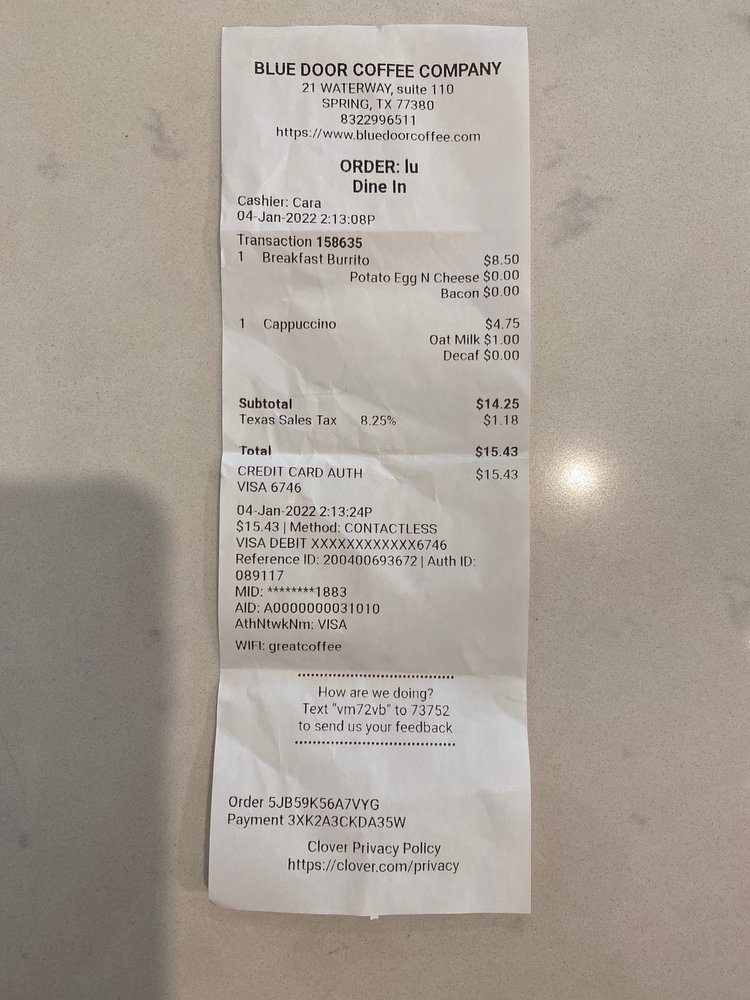 BLUE DOOR COFFEE COMPANY
21 WATERWAY, suite 110
SPRING, TX 77380
8322996511
https://www.bluedoorcoffee.com
ORDER: lu
Dine In
Cashier: Cara
04-Jan-2022 2:13:08P
Transaction 158635
1 Breakfast Burrito $8.50
Potato Egg N Cheese $0.00
Bacon $0.00
1 Cappuccino $4.75
Oat Milk $1.00
Decaf $0.00
Subtotal $14.25
Texas Sales Tax 8.25% $1.18
Total $15.43
CREDIT CARD AUTH $15.43
VISA 6746
04-Jan-2022 2:13:24P
$15.43 | Method: CONTACTLESS
VISA DEBIT XXXXXXXXXXXX6746
Reference ID: 200400693672 | Auth ID:
089117
MID: ********1883
AID: A0000000031010
AthNtwkNm: VISA
WIFI: greatcoffee
How are we doing?
Text "vm72vb" to 73752
to send us your feedback
Order 5JB59K56A7VYG
Payment 3XK2A3CKDA35W
Clover Privacy Policy
https://clover.com/privacy